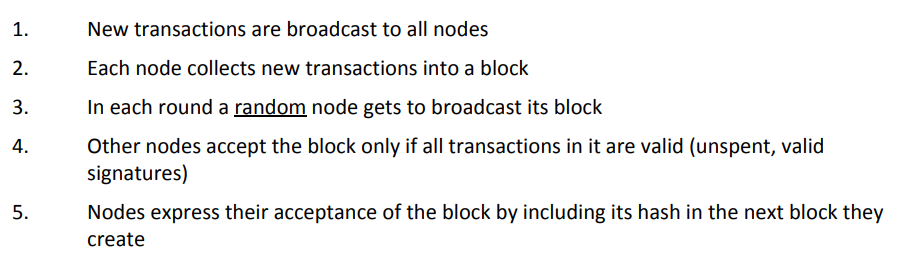 1. New transactions are broadcast to all nodes
2. Each node collects new transactions into a block
3. In each round a random node gets to broadcast its block
4. Other nodes accept the block only if all transactions in it are valid (unspent, valid
signatures)
5. Nodes express their acceptance of the block by including its hash in the next block they
create